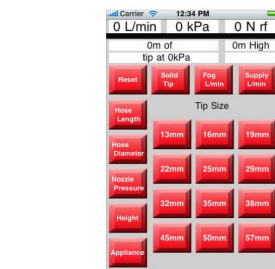 Carrier 12:34 PM
0 L/min 0 kPa 0 N rf
0m of 0m High
tip at 0kPa
Reset Solid Tip Fog L/min Supply L/min
Hose Length
Tip Size
13mm 16mm 19mm
Hose Diameter
22mm 25mm 29mm
Nozzle Pressure
32mm 35mm 38mm
Height
45mm 50mm 57mm
Appliance